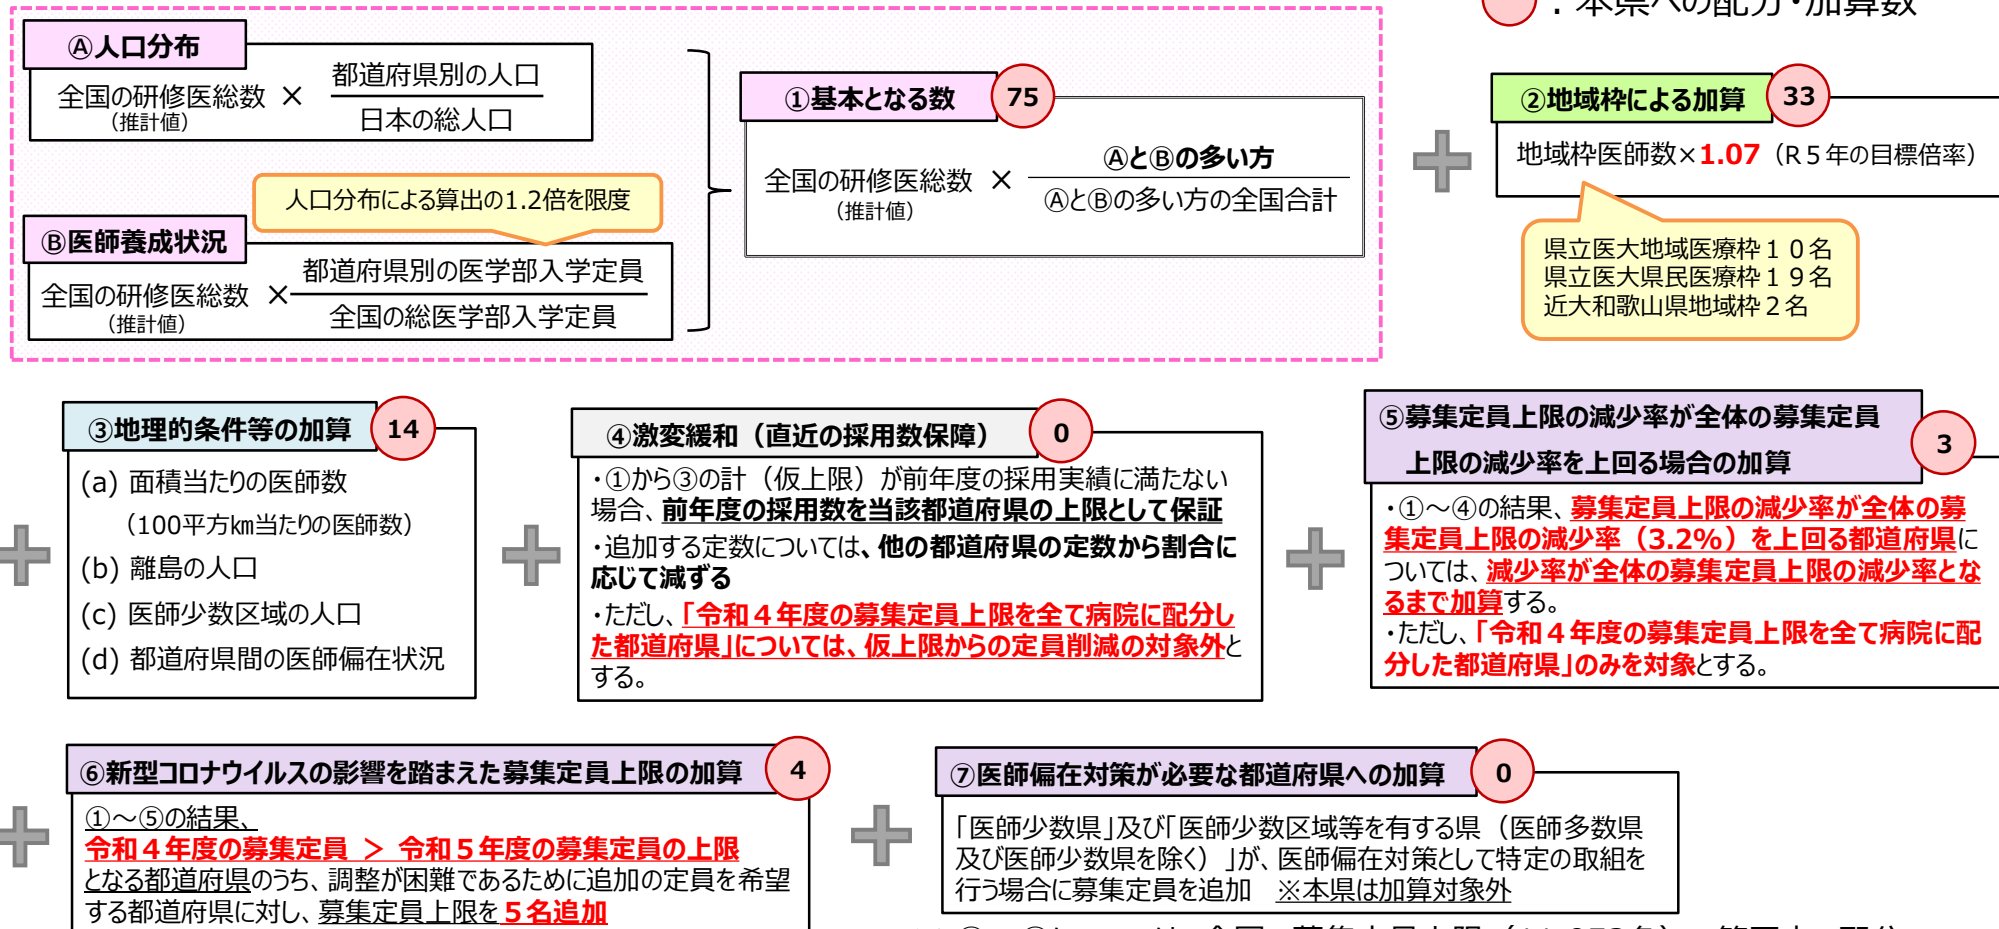 ：本県への配分・加算数
Ⓐ人口分布
全国の研修医総数 × 都道府県別の人口
（推計値） 日本の総人口
人口分布による算出の1.2倍を限度
Ⓑ医師養成状況
全国の研修医総数 × 都道府県別の医学部入学定員
（推計値） 全国の総医学部入学定員
①基本となる数 75
全国の研修医総数 × ⒶとⒷの多い方
（推計値） ⒶとⒷの多い方の全国合計
②地域枠による加算 33
地域枠医師数×1.07（R５年の目標倍率）
県立医大地域医療枠１０名
県立医大県民医療枠１９名
近大和歌山県地域枠２名
③地理的条件等の加算 14
(a) 面積当たりの医師数
（100平方㎞当たりの医師数）
(b) 離島の人口
(c) 医師少数区域の人口
(d) 都道府県間の医師偏在状況
④激変緩和（直近の採用数保障） 0
・①から③の計（仮上限）が前年度の採用実績に満たない
場合、前年度の採用数を当該都道府県の上限として保証
・追加する定数については、他の都道府県の定数から割合に
応じて減ずる
・ただし、「令和４年度の募集定員上限を全て病院に配分し
た都道府県」については、仮上限からの定員削減の対象外と
する。
⑤募集定員上限の減少率が全体の募集定員
上限の減少率を上回る場合の加算 3
・①～④の結果、募集定員上限の減少率が全体の募
集定員上限の減少率（3.2%）を上回る都道府県に
ついては、減少率が全体の募集定員上限の減少率とな
るまで加算する。
・ただし、「令和４年度の募集定員上限を全て病院に配
分した都道府県」のみを対象とする。
⑥新型コロナウイルスの影響を踏まえた募集定員上限の加算 4
①～⑤の結果、
令和４年度の募集定員 ＞ 令和５年度の募集定員の上限
となる都道府県のうち、調整が困難であるために追加の定員を希望
する都道府県に対し、募集定員上限を５名追加
⑦医師偏在対策が必要な都道府県への加算 0
「医師少数県」及び「医師少数区域等を有する県（医師多数県
及び医師少数県を除く）」が、医師偏在対策として特定の取組を
行う場合に募集定員を追加 ※本県は加算対象外